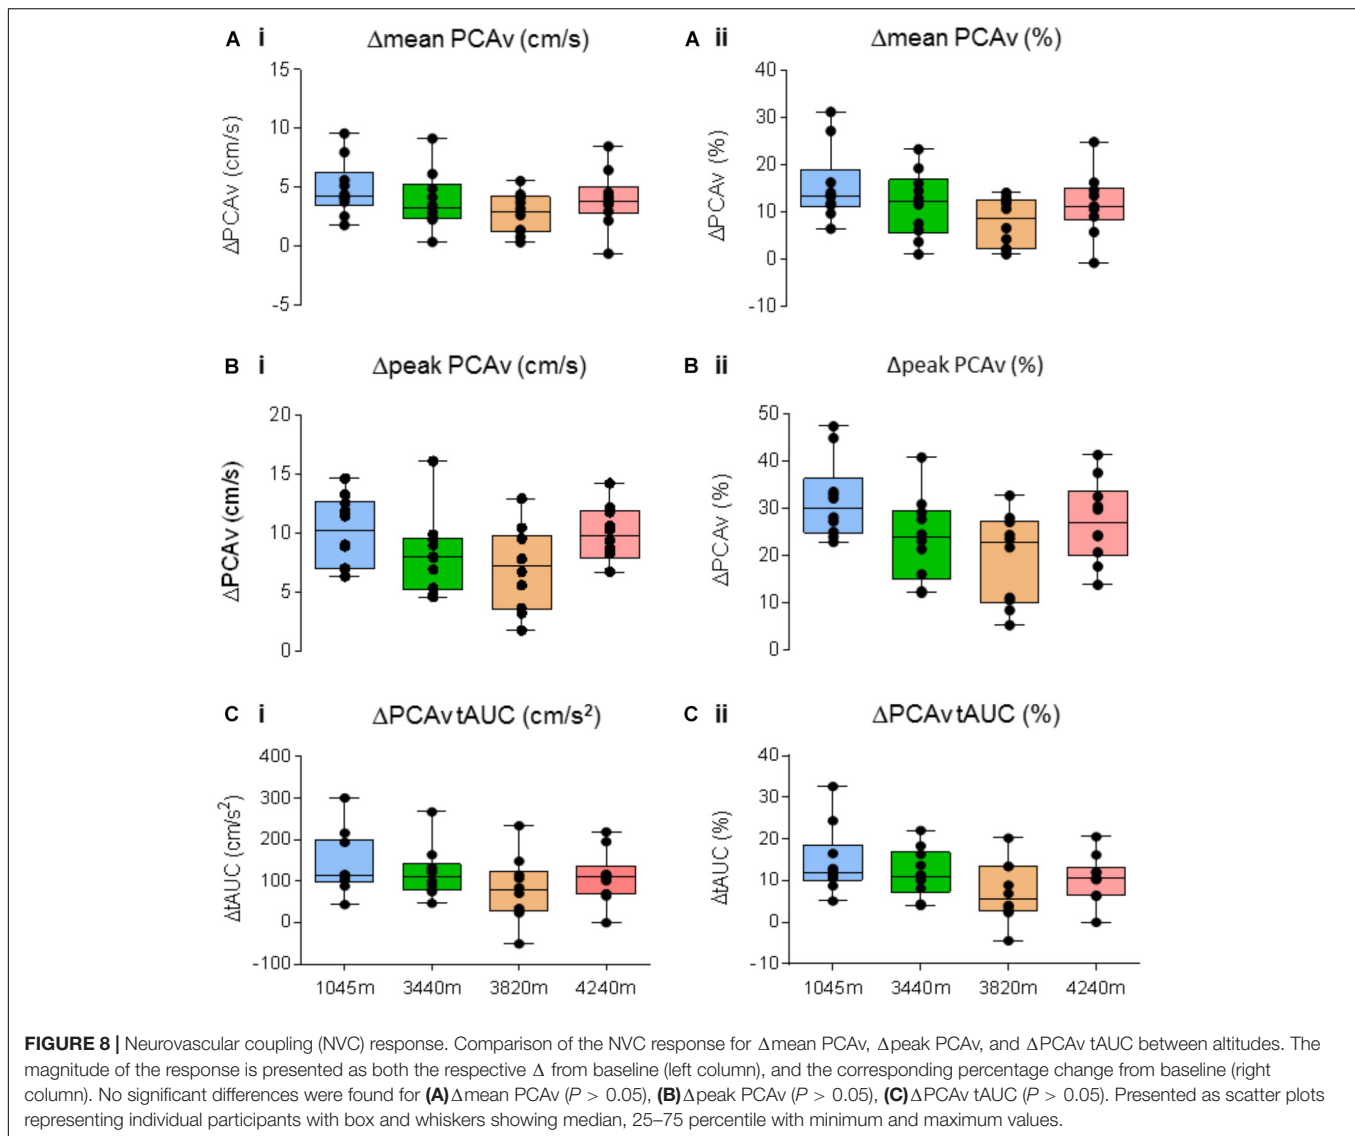 A i Δmean PCAv (cm/s)
15
10
5
0
-5
ΔPCAv (cm/s)
A ii Δmean PCAv (%)
40
30
20
10
0
-10
ΔPCAv (%)
B i Δpeak PCAv (cm/s)
20
15
10
5
0
ΔPCAv (cm/s)
B ii Δpeak PCAv (%)
50
40
30
20
10
0
ΔPCAv (%)
C i ΔPCAv tAUC (cm/s²)
400
300
200
100
0
-100
ΔtAUC (cm/s²)
1045m 3440m 3820m 4240m
C ii ΔPCAv tAUC (%)
40
30
20
10
0
-10
ΔtAUC (%)
1045m 3440m 3820m 4240m
FIGURE 8 | Neurovascular coupling (NVC) response. Comparison of the NVC response for Δmean PCAv, Δpeak PCAv, and ΔPCAv tAUC between altitudes. The
magnitude of the response is presented as both the respective Δ from baseline (left column), and the corresponding percentage change from baseline (right
column). No significant differences were found for (A)Δmean PCAv (P > 0.05), (B)Δpeak PCAv (P > 0.05), (C)ΔPCAv tAUC (P > 0.05). Presented as scatter plots
representing individual participants with box and whiskers showing median, 25–75 percentile with minimum and maximum values.